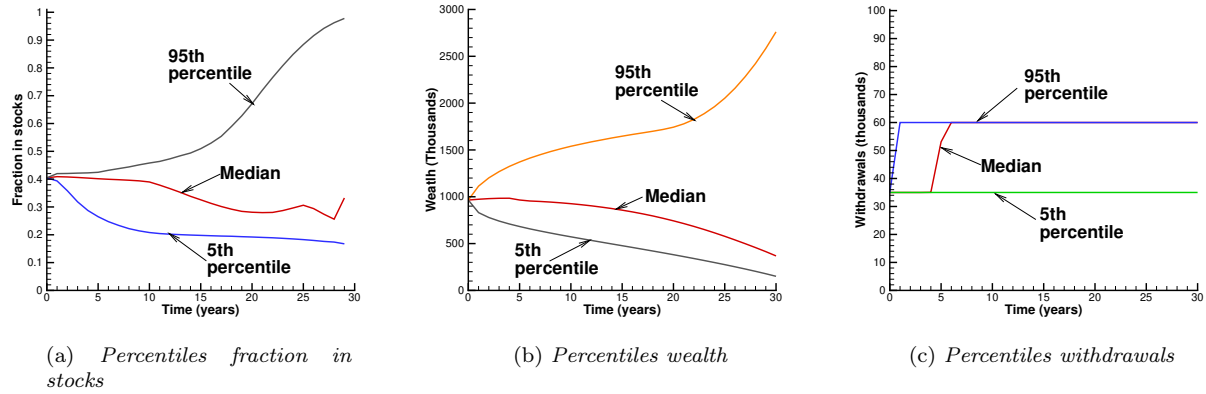 Fraction in stocks
1
0.9
0.8
0.7
0.6
0.5
0.4
0.3
0.2
0.1
0
0 5 10 15 20 25 30
Time (years)
95th
percentile
Median
5th
percentile
(a) Percentiles fraction in
stocks
Weatlh (Thousands)
3000
2500
2000
1500
1000
500
0
0 5 10 15 20 25 30
Time (years)
95th
percentile
Median
5th
percentile
(b) Percentiles wealth
Withdrawals (thousands)
100
90
80
70
60
50
40
30
20
10
0
0 5 10 15 20 25 30
Time (years)
95th
percentile
Median
5th
percentile
(c) Percentiles withdrawals